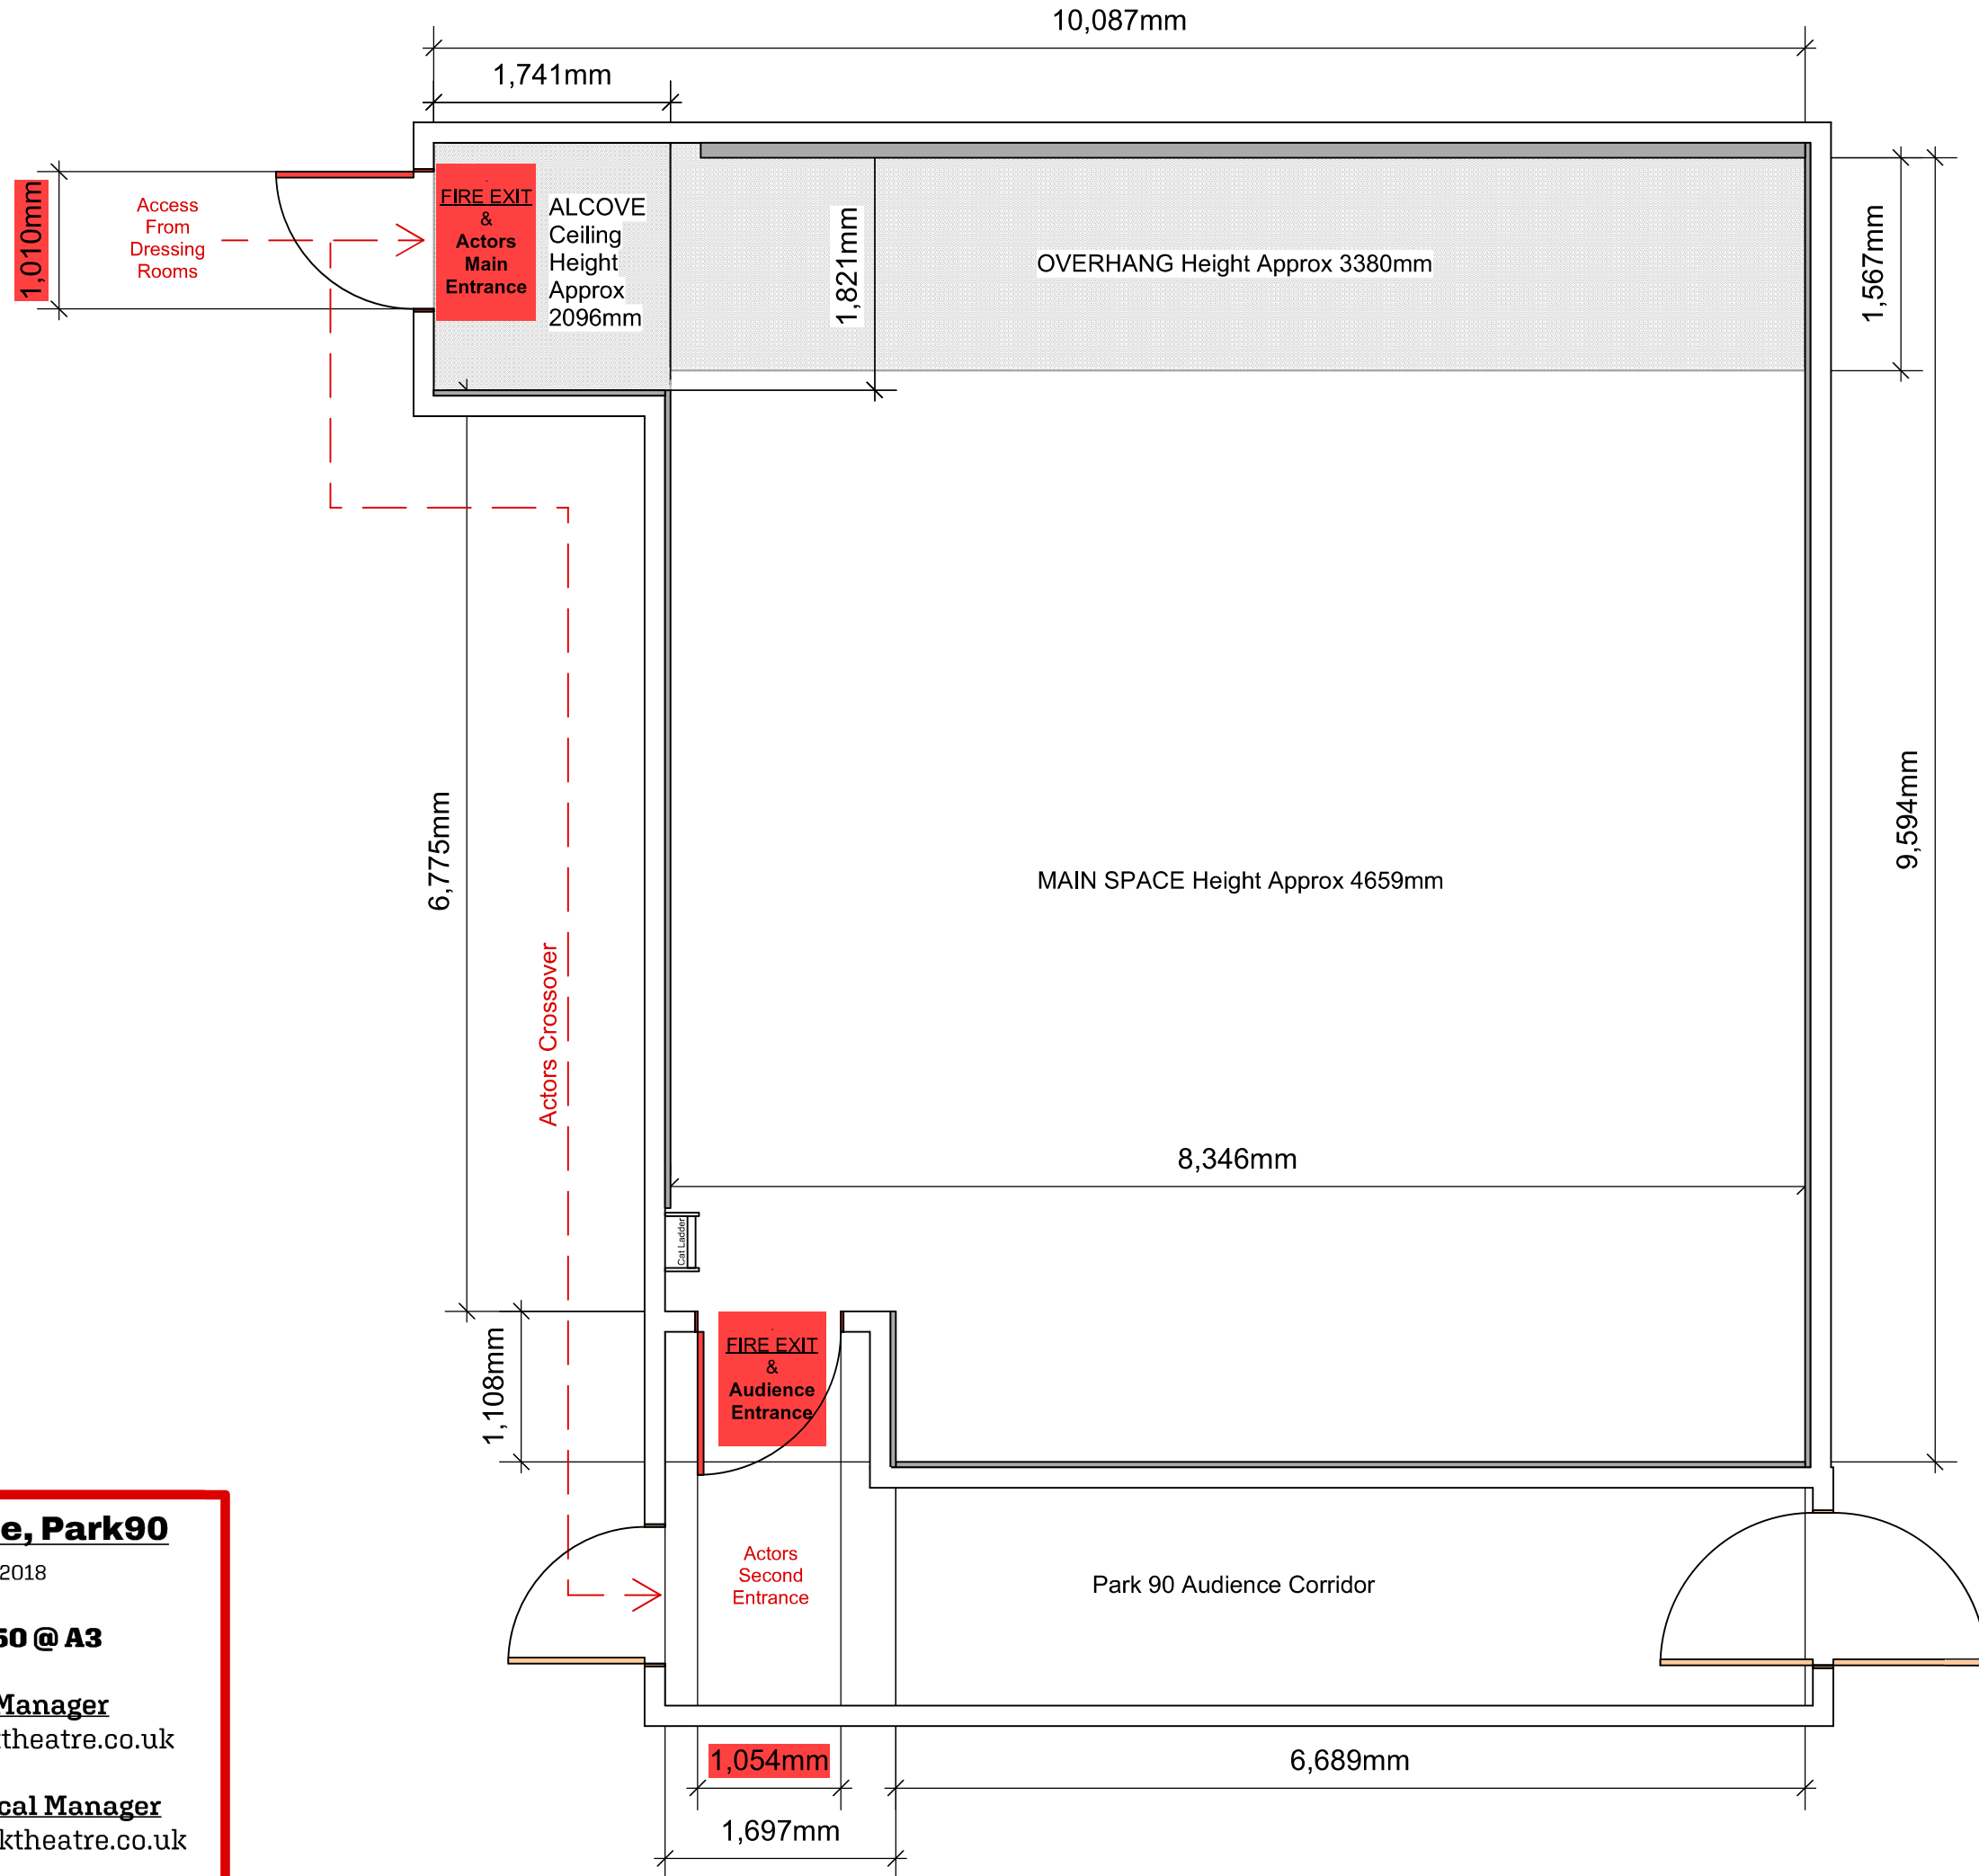 10,087mm
1,741mm
1,010mm
Access
From
Dressing
Rooms
FIRE EXIT
&
Actors
Main
Entrance
ALCOVE
Ceiling
Height
Approx
2096mm
1,821mm
OVERHANG Height Approx 3380mm
1,567mm
6,775mm
9,594mm
MAIN SPACE Height Approx 4659mm
Actors Crossover
8,346mm
Cat Ladder
1,108mm
FIRE EXIT
&
Audience
Entrance
Actors
Second
Entrance
Park 90 Audience Corridor
1,054mm
6,689mm
1,697mm
e, Park90
2018
50 @ A3
Manager
theatre.co.uk
cal Manager
ktheatre.co.uk